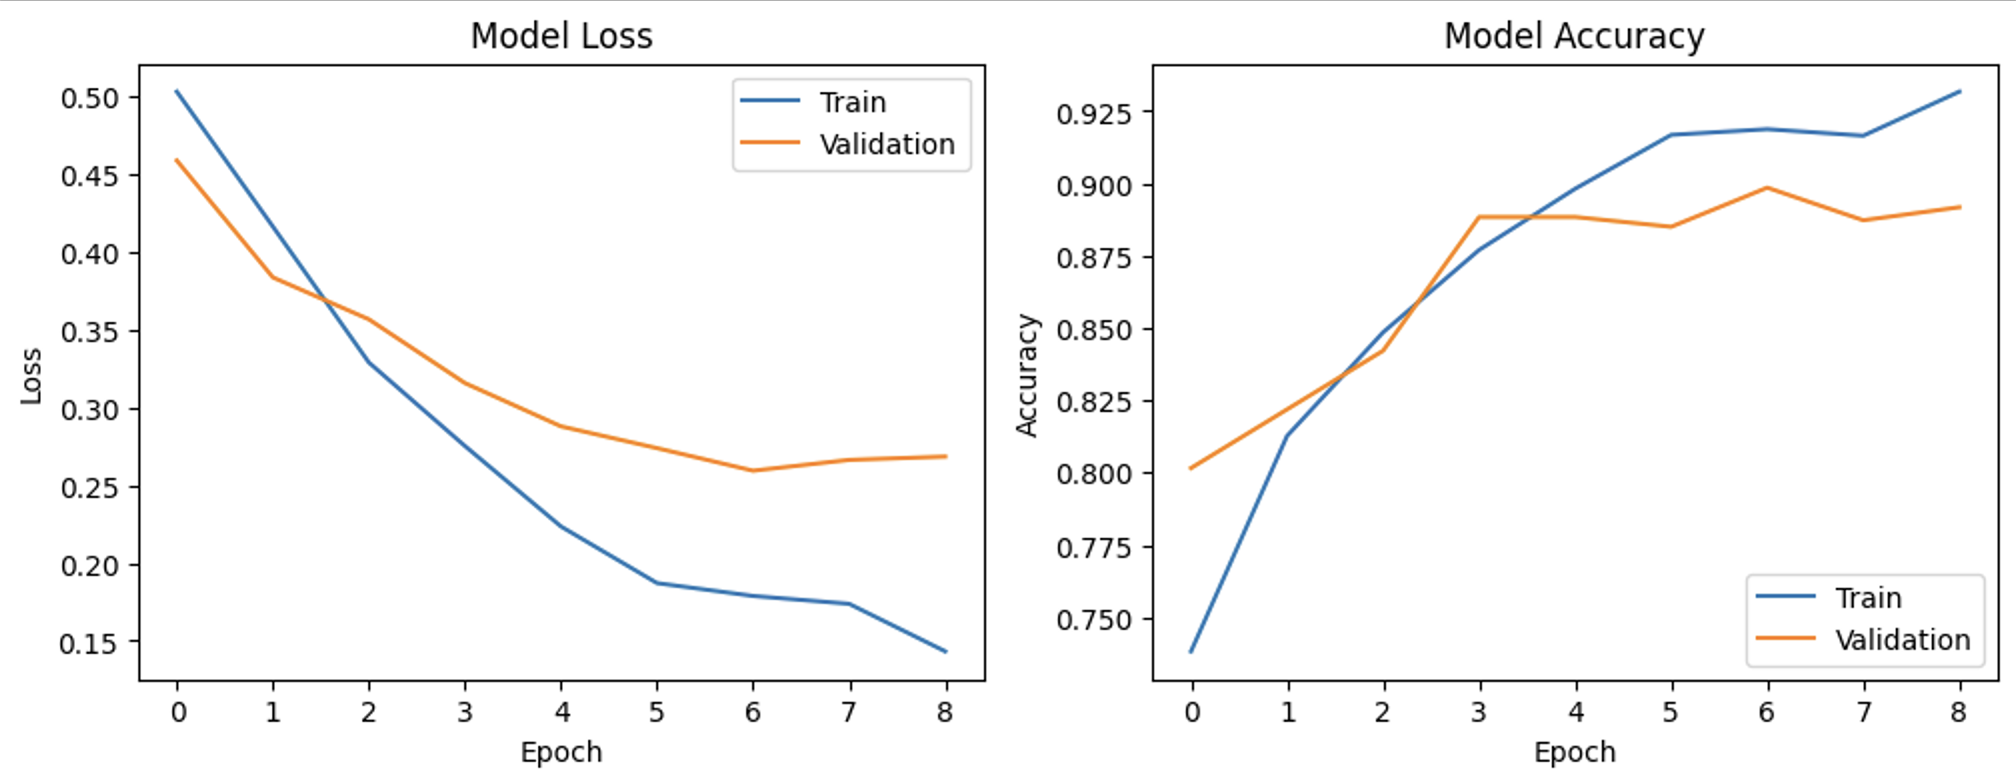 Model Loss
Loss
0.50
0.45
0.40
0.35
0.30
0.25
0.20
0.15
Train
Validation
0 1 2 3 4 5 6 7 8
Epoch
Model Accuracy
Accuracy
0.925
0.900
0.875
0.850
0.825
0.800
0.775
0.750
Train
Validation
0 1 2 3 4 5 6 7 8
Epoch